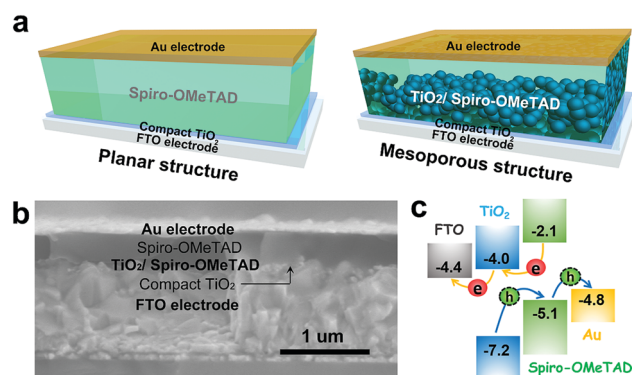 a
Au electrode
Spiro-OMeTAD
Compact TiO2
FTO electrode
Planar structure
Au electrode
TiO2/ Spiro-OMeTAD
Compact TiO2
FTO electrode
Mesoporous structure
b
Au electrode
Spiro-OMeTAD
TiO2/ Spiro-OMeTAD
Compact TiO2
FTO electrode
1 um
c
FTO
TiO2
-2.1
-4.0
-4.4
e
e
h
h
-4.8
-5.1
Au
-7.2
Spiro-OMeTAD